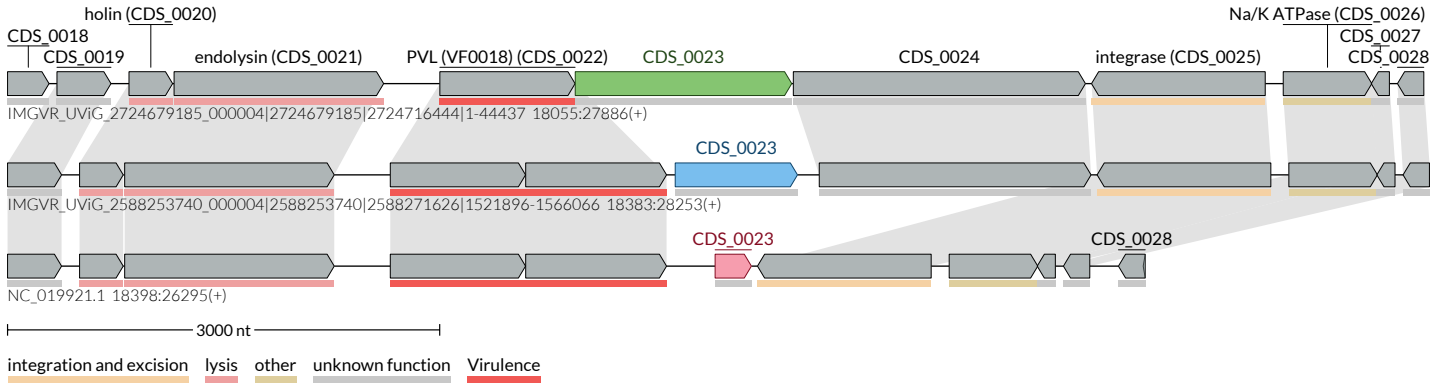 holin (CDS_0020)
Na/K ATPase (CDS_0026)
CDS_0018
CDS_0027
CDS_0019
endolysin (CDS_0021)
PVL (VF0018) (CDS_0022)
CDS_0023
CDS_0024
integrase (CDS_0025)
CDS_0028
IMGVR_UViG_2724679185_000004|2724679185|2724716444|1-44437 18055:27886(+)
CDS_0023
IMGVR_UViG_2588253740_000004|2588253740|2588271626|1521896-1566066 18383:28253(+)
CDS_0023
CDS_0028
NC_019921.1 18398:26295(+)
3000 nt
integration and excision
lysis
other
unknown function
Virulence